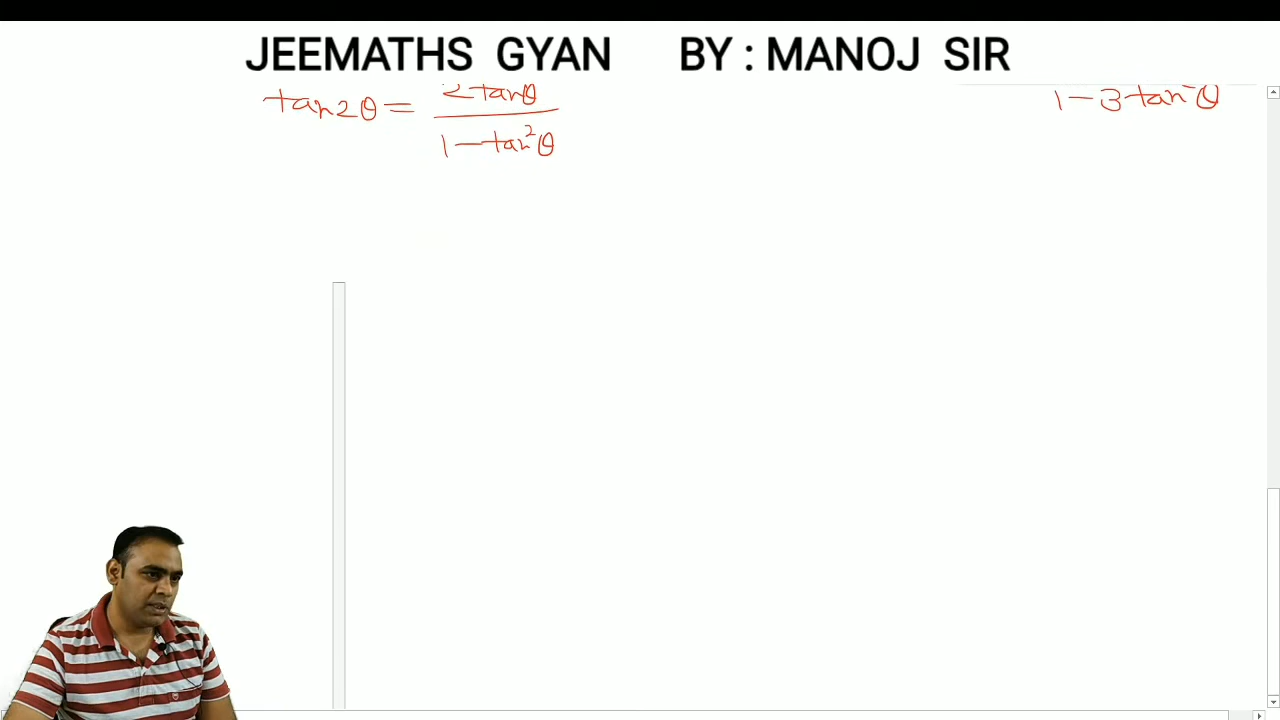 JEEMATHS GYAN BY : MANOJ SIR
tan2θ = 2tanθ / 1-tan²θ
1-3tan²θ